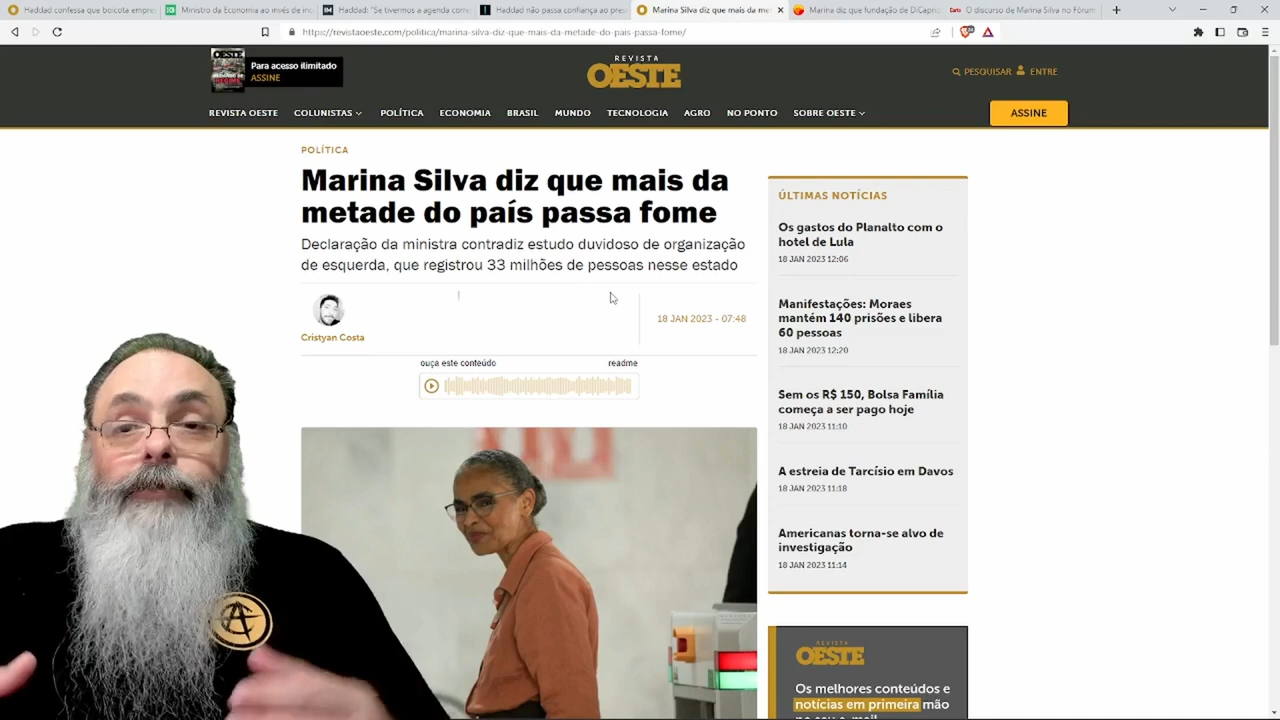 Haddad confessa que boicota empres
Ministro da Economia ao invés de inc
Haddad: "Se tivermos a agenda corre
Haddad não passa confiança ao pres
Marina Silva diz que mais da me
Marina diz que fundação de DiCaprio
O discurso de Marina Silva no Fórum
https://revistaoeste.com/politica/marina-silva-diz-que-mais-da-metade-do-pais-passa-fome/
OESTE
Para acesso ilimitado
ASSINE
REVISTA
OESTE
PESQUISAR
ENTRE
REVISTA OESTE
COLUNISTAS
POLÍTICA
ECONOMIA
BRASIL
MUNDO
TECNOLOGIA
AGRO
NO PONTO
SOBRE OESTE
ASSINE
POLÍTICA
Marina Silva diz que mais da
metade do país passa fome
Declaração da ministra contradiz estudo duvidoso de organização
de esquerda, que registrou 33 milhões de pessoas nesse estado
Cristyan Costa
18 JAN 2023 - 07:48
ouça este conteúdo
readme
ÚLTIMAS NOTÍCIAS
Os gastos do Planalto com o
hotel de Lula
18 JAN 2023 12:06
Manifestações: Moraes
mantém 140 prisões e libera
60 pessoas
18 JAN 2023 12:20
Sem os R$ 150, Bolsa Família
começa a ser pago hoje
18 JAN 2023 11:10
A estreia de Tarcísio em Davos
18 JAN 2023 11:18
Americanas torna-se alvo de
investigação
18 JAN 2023 11:14
REVISTA
OESTE
Os melhores conteúdos e
notícias em primeira mão